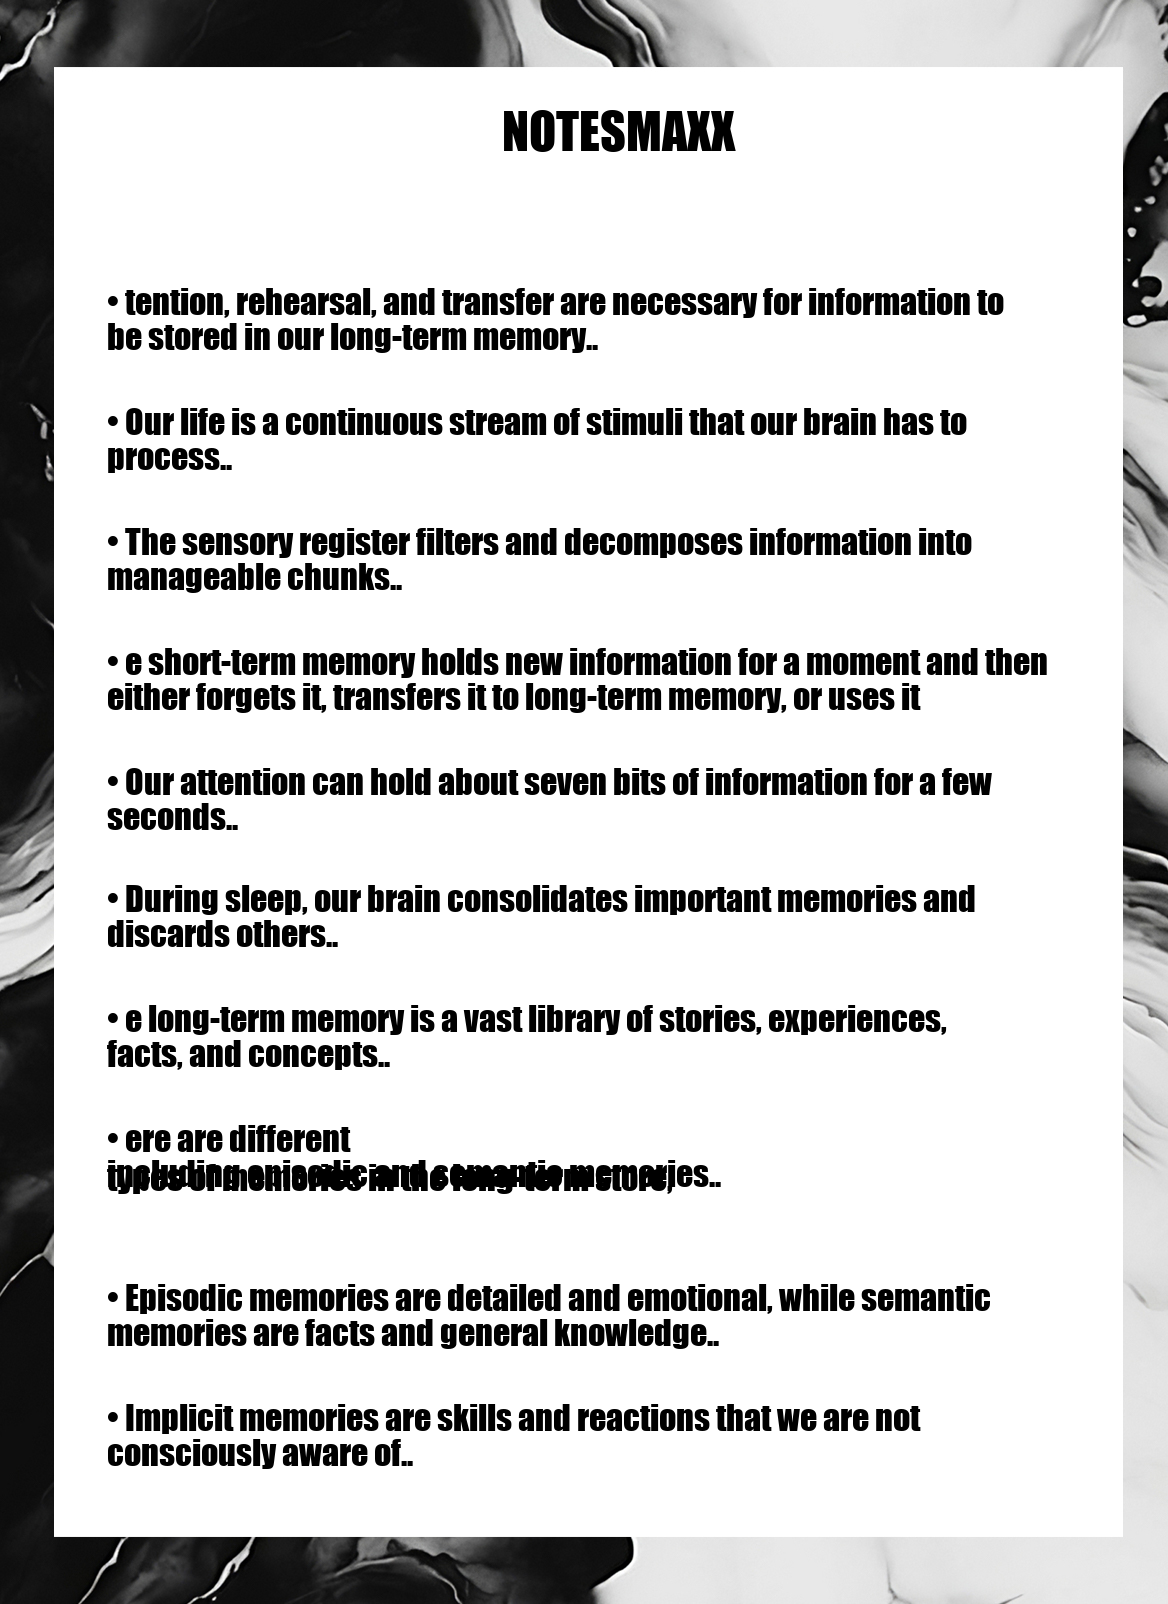 NOTESMAXX
• tention, rehearsal, and transfer are necessary for information to
be stored in our long-term memory..
• Our life is a continuous stream of stimuli that our brain has to
process..
• The sensory register filters and decomposes information into
manageable chunks..
• e short-term memory holds new information for a moment and then
either forgets it, transfers it to long-term memory, or uses it
• Our attention can hold about seven bits of information for a few
seconds..
• During sleep, our brain consolidates important memories and
discards others..
• e long-term memory is a vast library of stories, experiences,
facts, and concepts..
• ere are different
types of memories in the long-term store,
including episodic and semantic memories..
• Episodic memories are detailed and emotional, while semantic
memories are facts and general knowledge..
• Implicit memories are skills and reactions that we are not
consciously aware of..